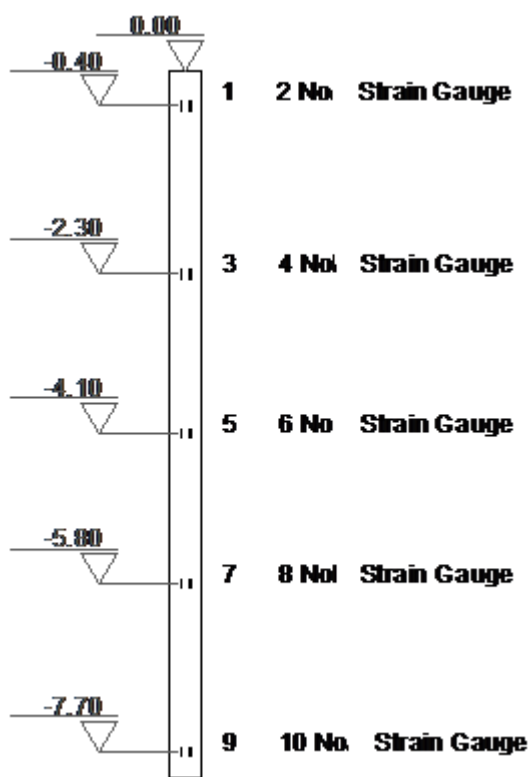 0.00
-0.40
1 2 No. Strain Gauge
-2.30
3 4 No. Strain Gauge
-4.10
5 6 No Strain Gauge
-5.80
7 8 No. Strain Gauge
-7.70
9 10 No. Strain Gauge